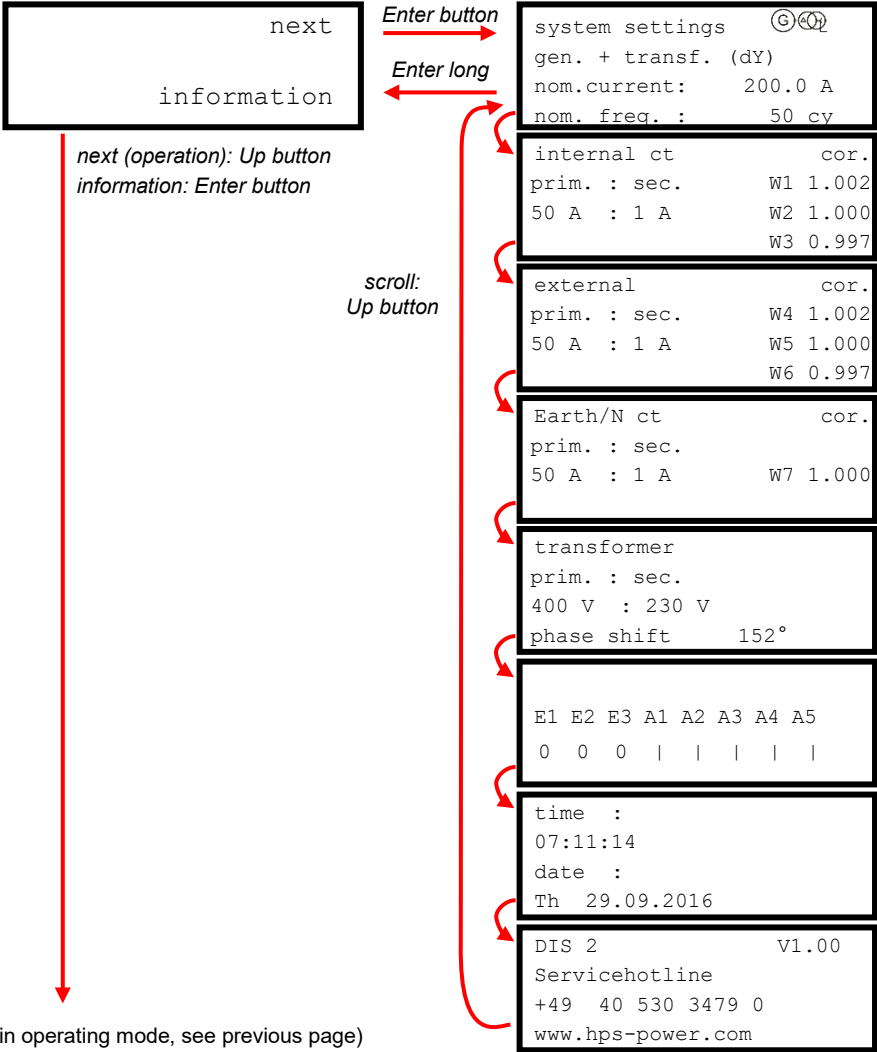 next
information
Enter button
Enter long
next (operation): Up button
information: Enter button
scroll:
Up button
system settings G
gen. + transf. (dY)
nom.current: 200.0 A
nom. freq. : 50 cy
internal ct cor.
prim. : sec. W1 1.002
50 A : 1 A W2 1.000
W3 0.997
external cor.
prim. : sec. W4 1.002
50 A : 1 A W5 1.000
W6 0.997
Earth/N ct cor.
prim. : sec.
50 A : 1 A W7 1.000
transformer
prim. : sec.
400 V : 230 V
phase shift 152°
E1 E2 E3 A1 A2 A3 A4 A5
0 0 0 | | | | |
time :
07:11:14
date :
Th 29.09.2016
DIS 2 V1.00
Servicehotline
+49 40 530 3479 0
www.hps-power.com
in operating mode, see previous page)